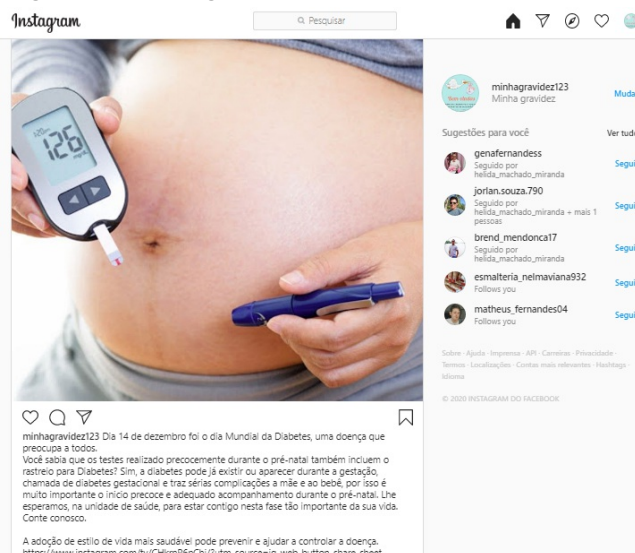 Instagram
Pesquisar
126
minhagravidez123
Minha gravidez
Muda
Sugestões para você
Ver tudo
genafernandess
Seguido por
helida_machado_miranda
Segui
jorlan.souza.790
Seguido por
helida_machado_miranda + mais 1
pessoas
Segui
brend_mendonca17
Seguido por
helida_machado_miranda
Segui
esmalteria_nelmaviana932
Follows you
Segui
matheus_fernandes04
Follows you
Segui
Sobre · Ajuda · Imprensa · API · Carreiras · Privacidade ·
Termos · Localizações · Contas mais relevantes · Hashtags ·
Idioma
© 2020 INSTAGRAM DO FACEBOOK
minhagravidez123 Dia 14 de dezembro foi o dia Mundial da Diabetes, uma doença que
preocupa a todos.
Você sabia que os testes realizado precocemente durante o pré-natal também incluem o
rastreio para Diabetes? Sim, a diabetes pode já existir ou aparecer durante a gestação,
chamada de diabetes gestacional e traz sérias complicações a mãe e ao bebê, por isso é
muito importante o inicio precoce e adequado acompanhamento durante o pré-natal. Lhe
esperamos, na unidade de saúde, para estar contigo nesta fase tão importante da sua vida.
Conte conosco.
A adoção de estilo de vida mais saudável pode prevenir e ajudar a controlar a doença.